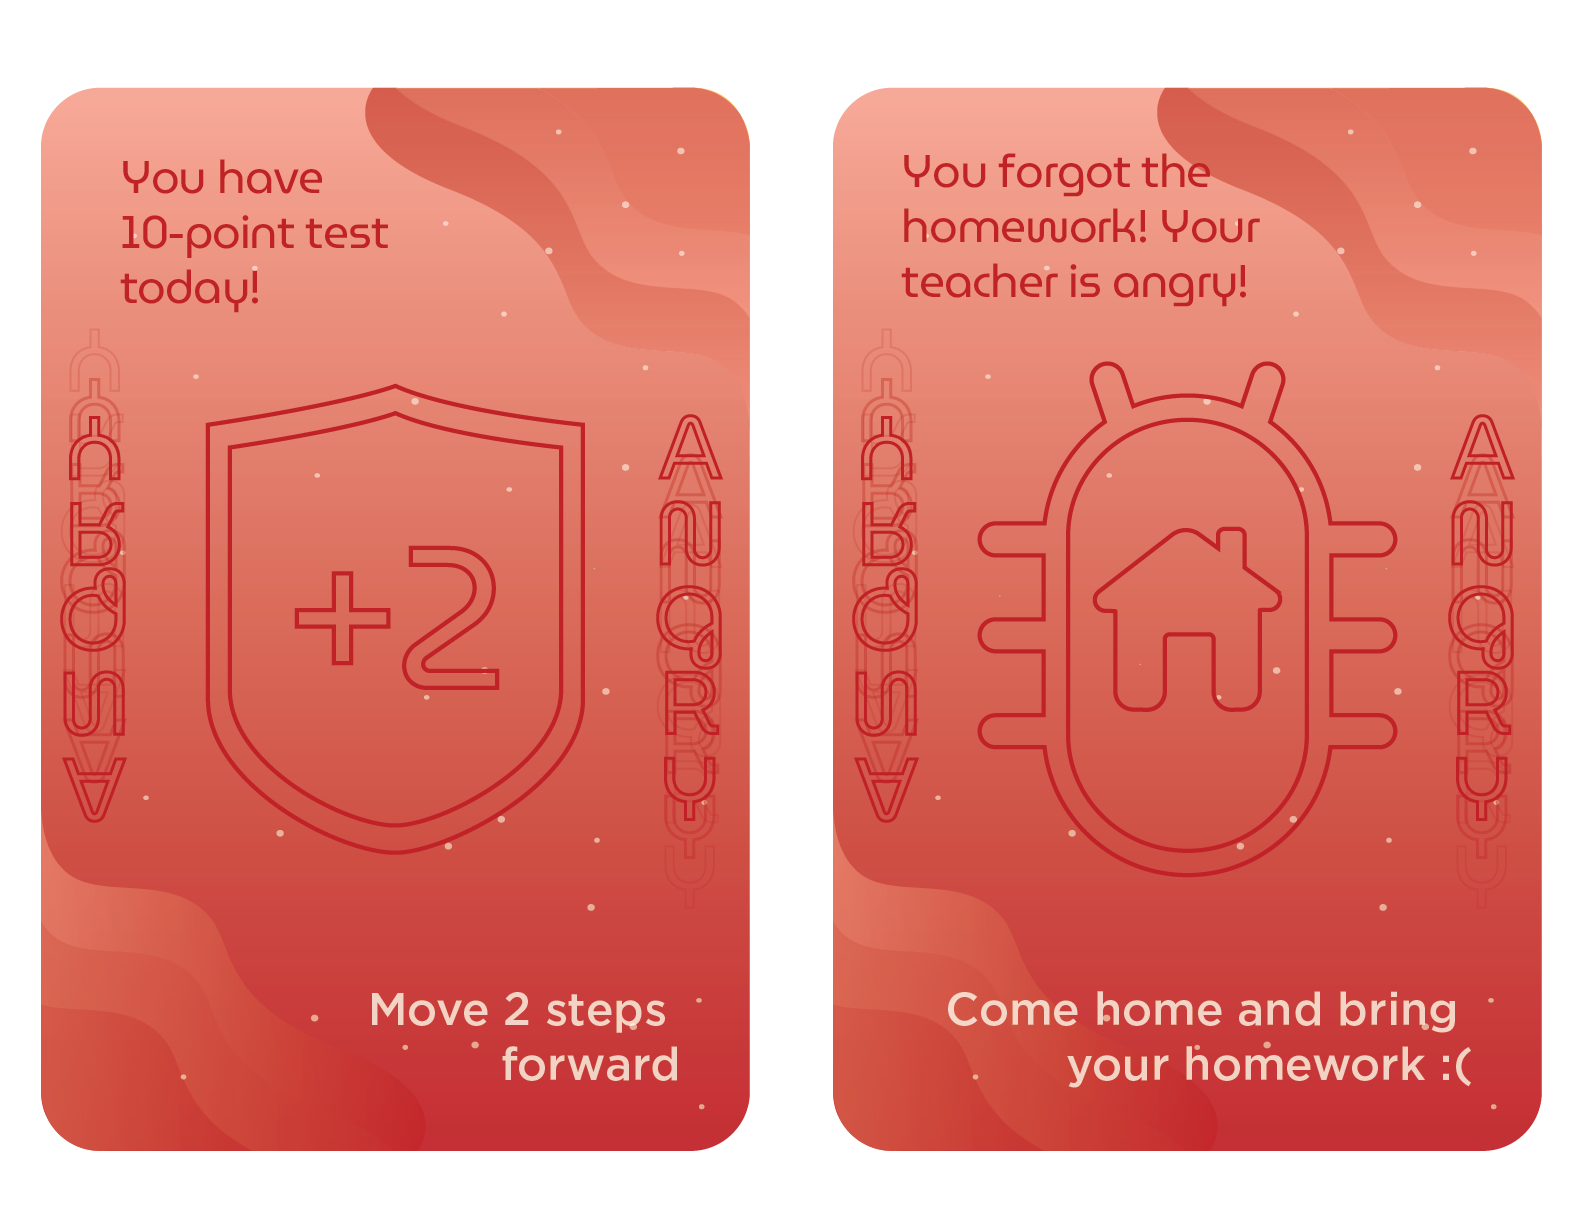 You have
10-point test
today!
ANGRY
+2
ANGRY
Move 2 steps
forward
You forgot the
homework! Your
teacher is angry!
ANGRY
ANGRY
Come home and bring
your homework :(